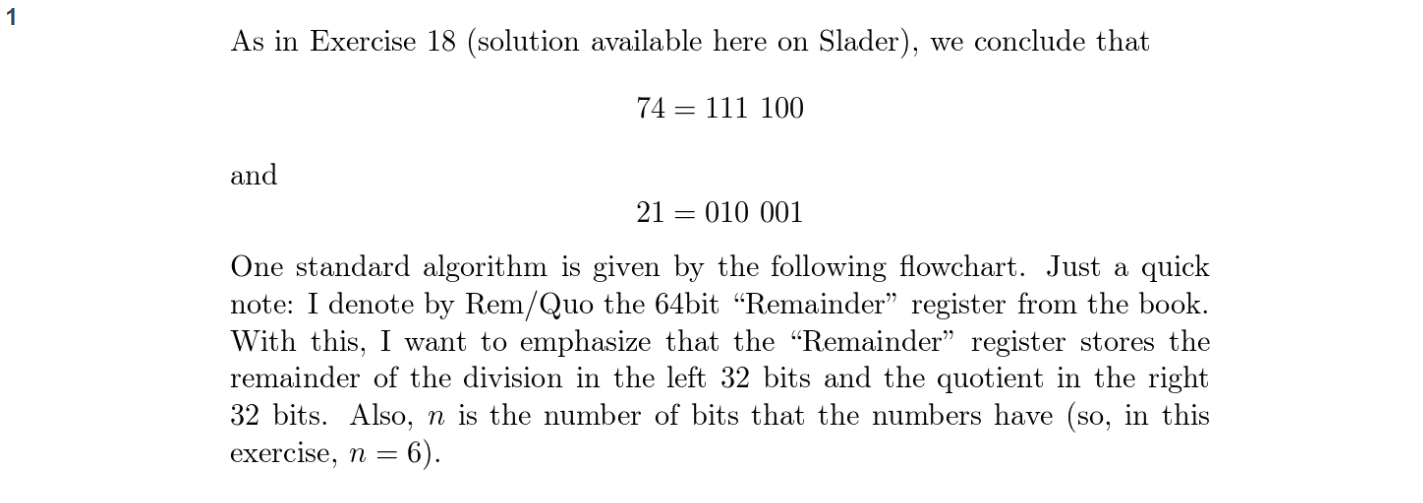 1
As in Exercise 18 (solution available here on Slader), we conclude that
74 = 111 100
and
21 = 010 001
One standard algorithm is given by the following flowchart. Just a quick
note: I denote by Rem/Quo the 64bit “Remainder” register from the book.
With this, I want to emphasize that the “Remainder” register stores the
remainder of the division in the left 32 bits and the quotient in the right
32 bits. Also, n is the number of bits that the numbers have (so, in this
exercise, n = 6).